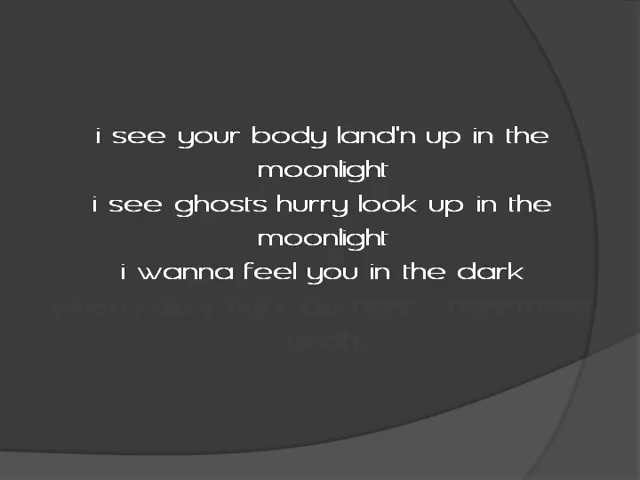 i see your body land'n up in the
moonlight
i see ghosts hurry look up in the
moonlight
i wanna feel you in the dark